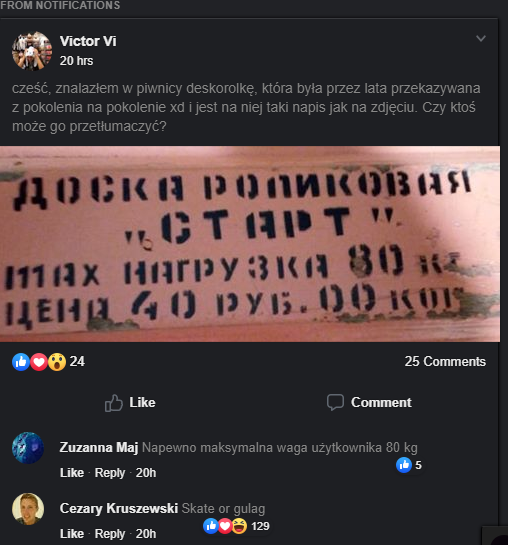 FROM NOTIFICATIONS
Victor Vi
20 hrs
cześć, znalazłem w piwnicy deskorolkę, która była przez lata przekazywana
z pokolenia na pokolenie xd i jest na niej taki napis jak na zdjęciu. Czy ktoś
może go przetłumaczyć?
ДОСКА РОЛИКОВАЯ
"СТАРТ"
MAX НАГРУЗКА 80 кг
ЦЕНА 40 РУБ. 00 КОП
24
25 Comments
Like
Comment
Zuzanna Maj Napewno maksymalna waga użytkownika 80 kg
5
Like · Reply · 20h
Cezary Kruszewski Skate or gulag
129
Like · Reply · 20h